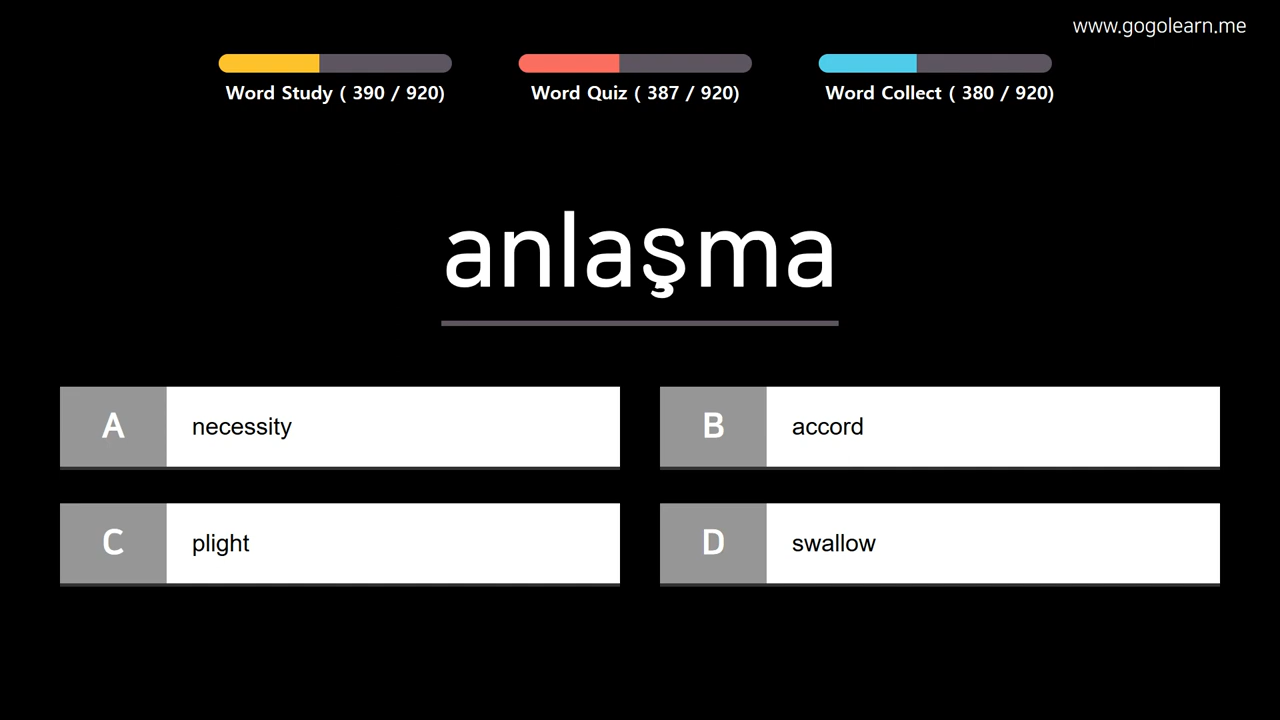 www.gogolearn.me
Word Study ( 390 / 920)
Word Quiz ( 387 / 920)
Word Collect ( 380 / 920)
anlaşma
A necessity
B accord
C plight
D swallow